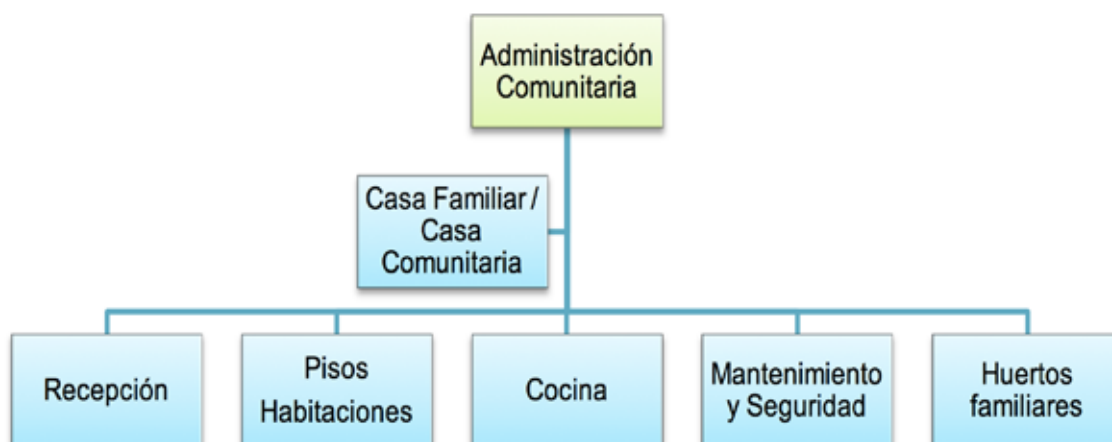 Administración
Comunitaria
Casa Familiar /
Casa
Comunitaria
Recepción
Pisos
Habitaciones
Cocina
Mantenimiento
y Seguridad
Huertos
familiares